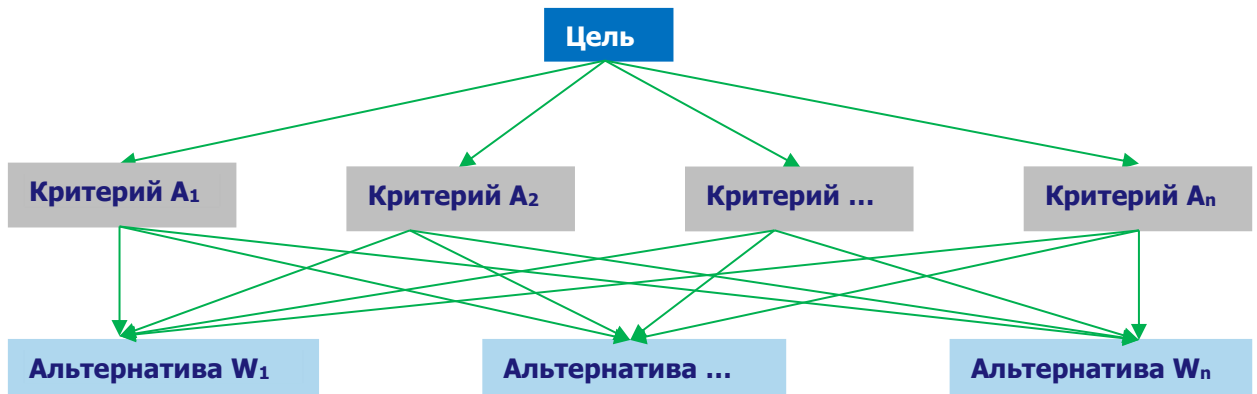 Цель
Критерий A₁
Критерий A₂
Критерий ...
Критерий Aₙ
Альтернатива W₁
Альтернатива ...
Альтернатива Wₙ